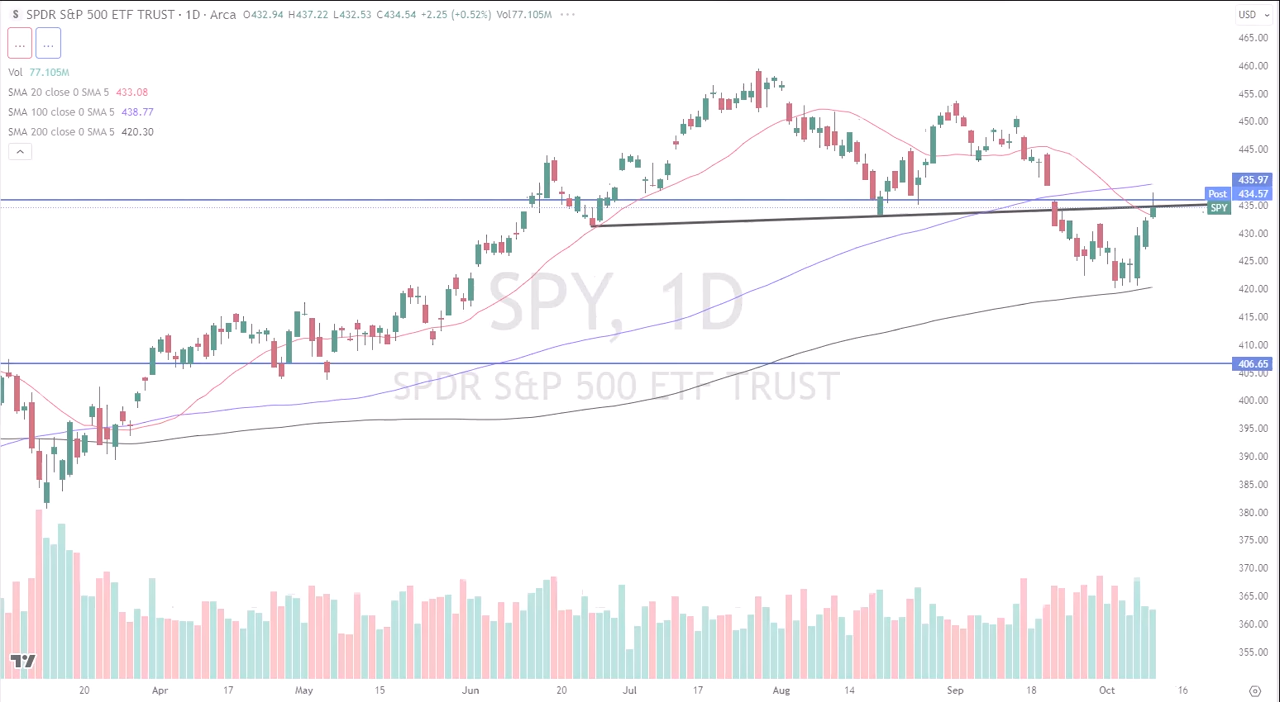 S SPDR S&P 500 ETF TRUST · 1D · Arca O432.94 H437.22 L432.53 C434.54 +2.25 (+0.52%) Vol77.105M ···
USD
... ...
Vol 77.105M
SMA 20 close 0 SMA 5 433.08
SMA 100 close 0 SMA 5 438.77
SMA 200 close 0 SMA 5 420.30
465.00
460.00
455.00
450.00
445.00
435.97
Post 434.57
435.00
SPY
430.00
425.00
420.00
415.00
410.00
406.65
405.00
400.00
395.00
390.00
385.00
380.00
375.00
370.00
365.00
360.00
355.00
SPY, 1D
SPDR S&P 500 ETF TRUST
20 Apr 17 May 15 Jun 20 Jul 17 Aug 14 Sep 18 Oct 16